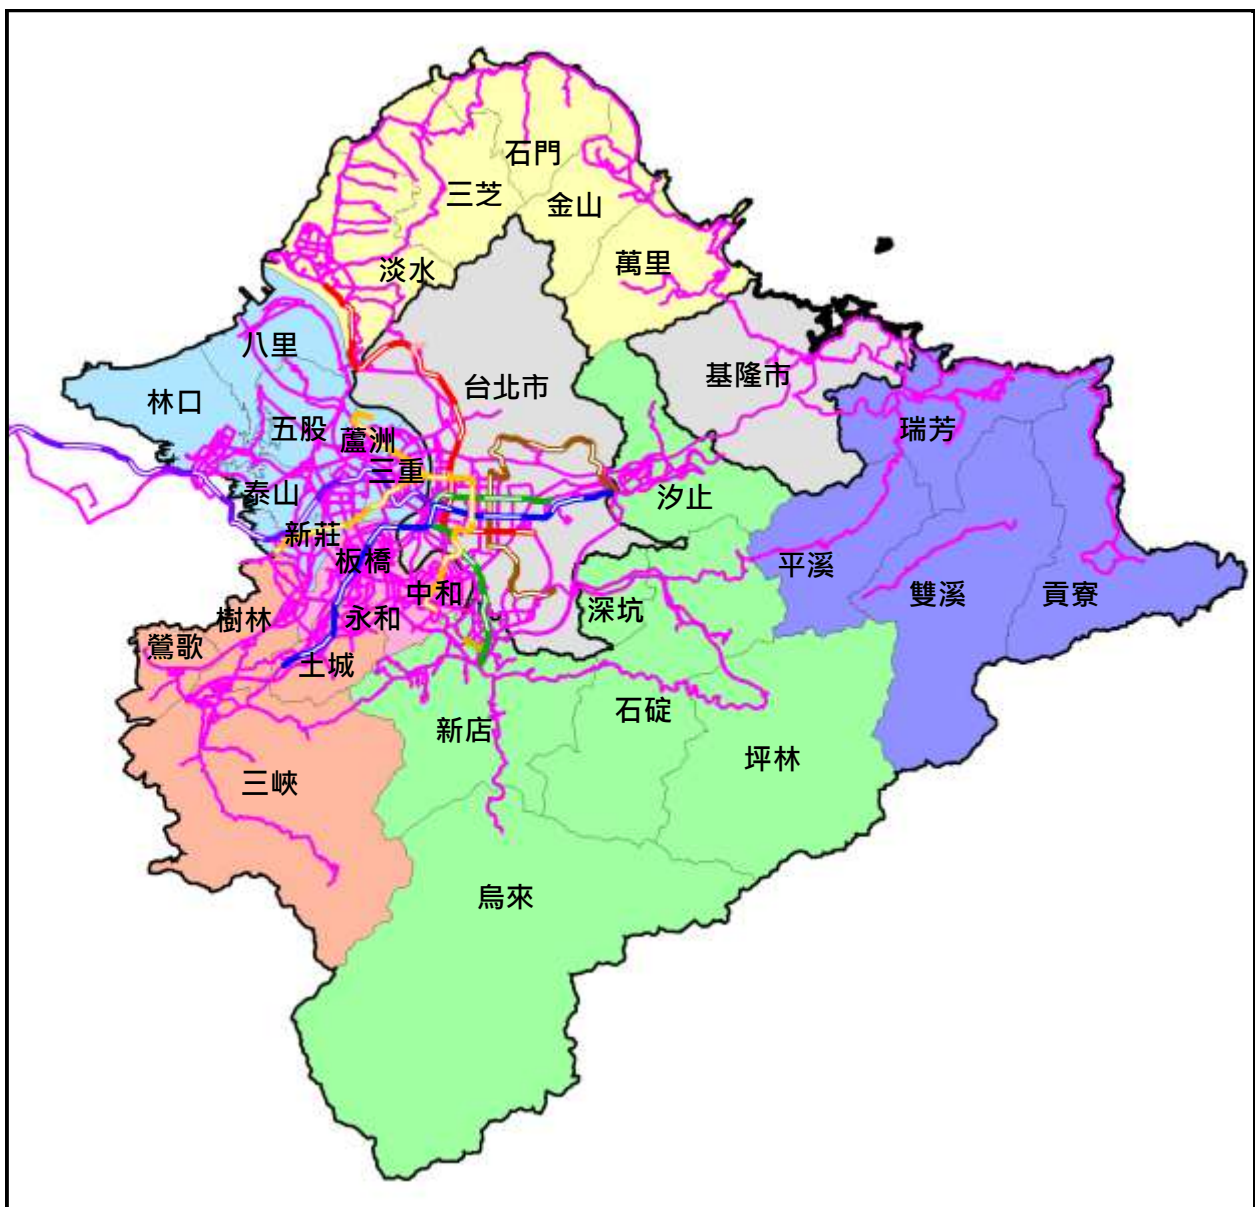 石門
三芝
金山
萬里
淡水
八里
基隆市
台北市
林口
瑞芳
五股
蘆洲
三重
泰山
汐止
新莊
板橋
平溪
中和
雙溪
貢寮
深坑
樹林
永和
鶯歌
土城
石碇
新店
坪林
三峽
烏來